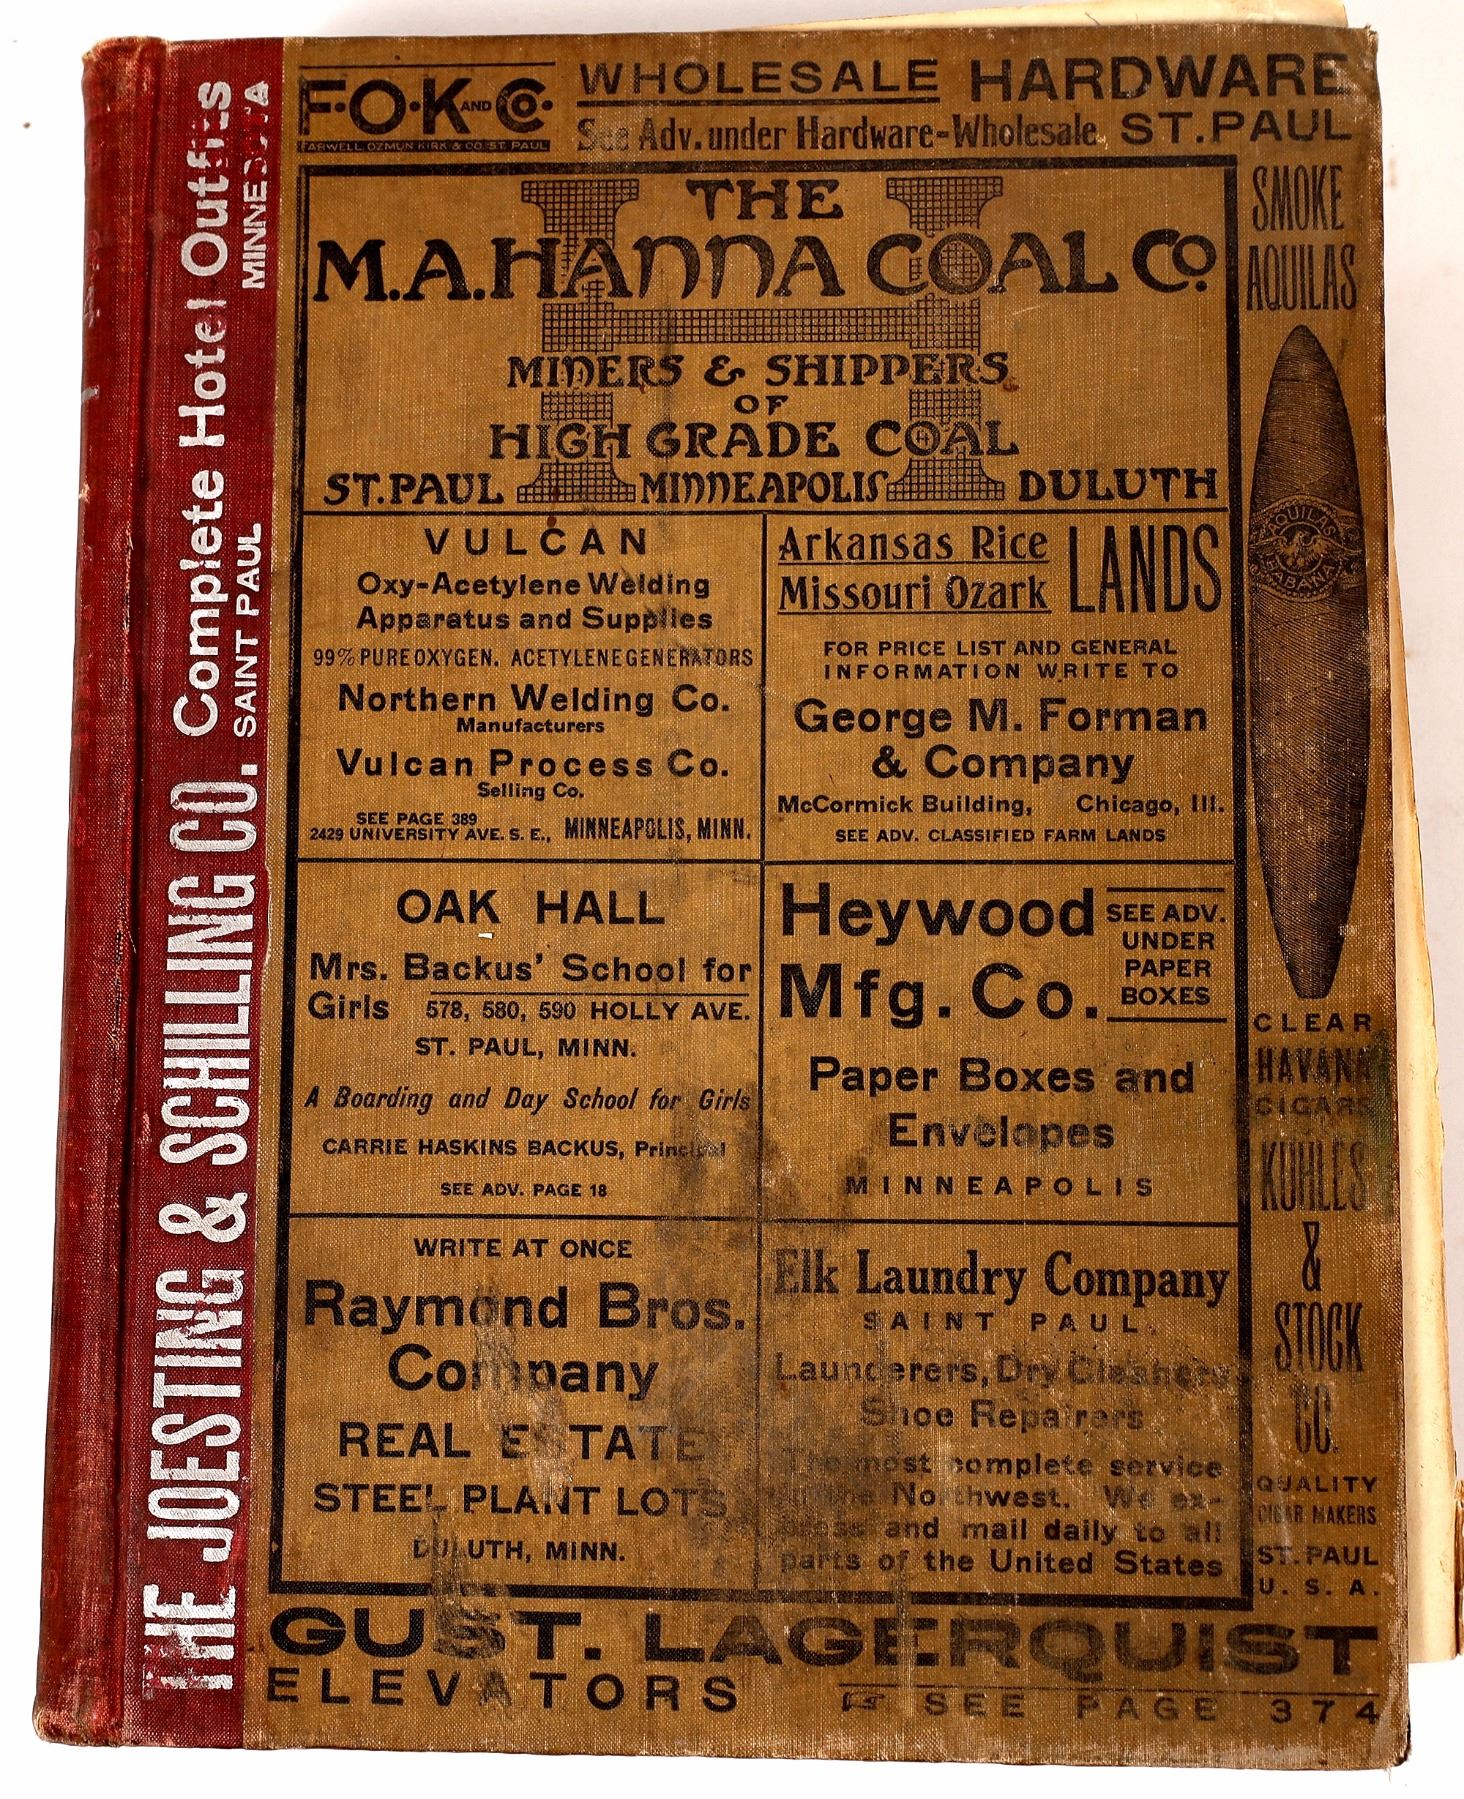 THE JOESTING & SCHILLING CO. Complete Hotel Outfits
SAINT PAUL MINNESOTA
F·O·K· AND Co·
FARWELL, OZMUN, KIRK & CO. ST. PAUL
WHOLESALE HARDWARE
See Adv. under Hardware-Wholesale. ST. PAUL
THE
M.A. HANNA COAL Co.
MINERS & SHIPPERS
OF
HIGH GRADE COAL
ST. PAUL MINNEAPOLIS DULUTH
VULCAN
Oxy-Acetylene Welding
Apparatus and Supplies
99% PURE OXYGEN. ACETYLENE GENERATORS
Northern Welding Co.
Manufacturers
Vulcan Process Co.
Selling Co.
SEE PAGE 389
2429 UNIVERSITY AVE. S. E., MINNEAPOLIS, MINN.
Arkansas Rice
Missouri Ozark LANDS
FOR PRICE LIST AND GENERAL
INFORMATION WRITE TO
George M. Forman
& Company
McCormick Building, Chicago, Ill.
SEE ADV. CLASSIFIED FARM LANDS
OAK HALL
Mrs. Backus' School for
Girls 578, 580, 590 HOLLY AVE.
ST. PAUL, MINN.
A Boarding and Day School for Girls
CARRIE HASKINS BACKUS, Principal
SEE ADV. PAGE 18
Heywood
Mfg. Co.
SEE ADV.
UNDER
PAPER
BOXES
Paper Boxes and
Envelopes
MINNEAPOLIS
WRITE AT ONCE
Raymond Bros.
Company
REAL ESTATE
STEEL PLANT LOTS
DULUTH, MINN.
Elk Laundry Company
SAINT PAUL.
Launderers, Dry Cleaners
Shoe Repairers
The most complete service
in the Northwest. We ex-
press and mail daily to all
parts of the United States
SMOKE
AQUILAS
AQUILAS
HABANA
CLEAR
HAVANA
CIGARS
KUHLES
&
STOCK
CO.
QUALITY
CIGAR MAKERS
ST. PAUL
U. S. A.
GUST. LAGERQUIST
ELEVATORS ☞ SEE PAGE 374